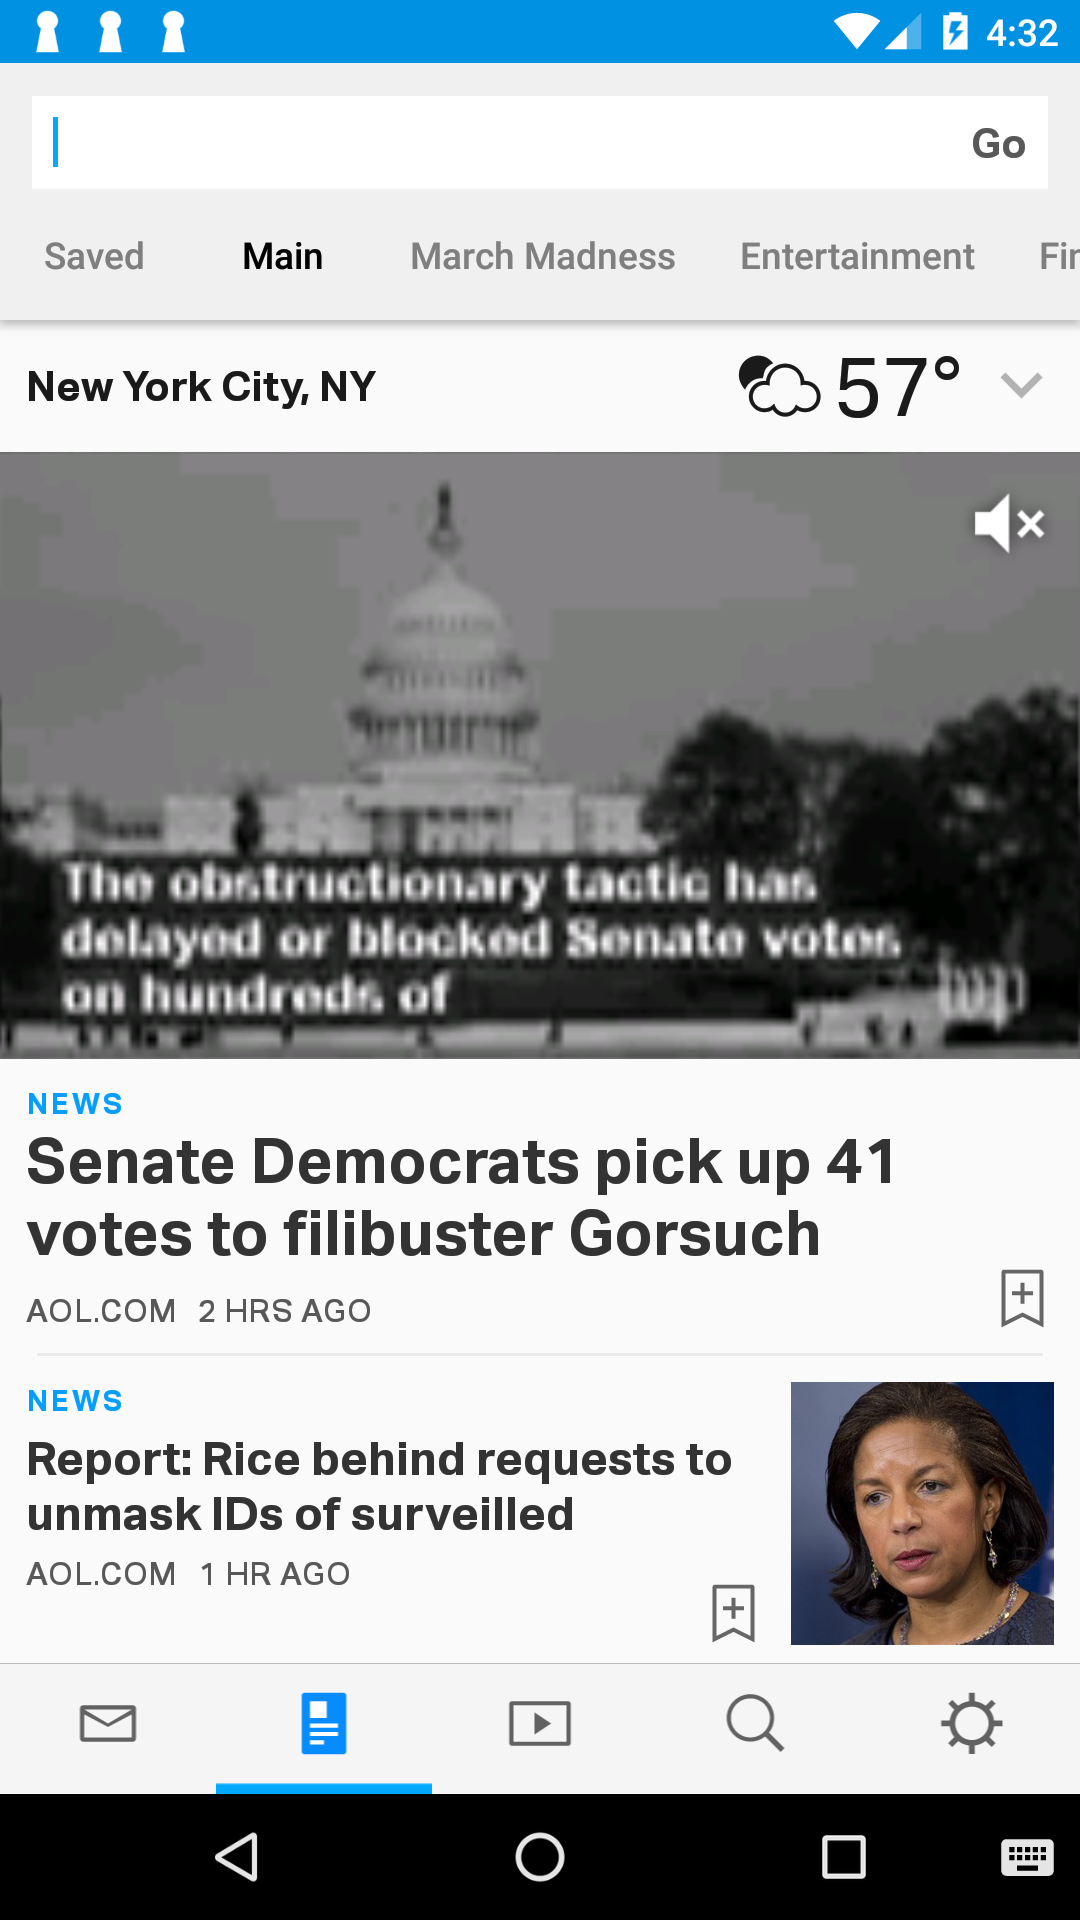 4:32
Go
Saved Main March Madness Entertainment Fin
New York City, NY 57°
The obstructionary tactic has
delayed or blocked Senate votes
on hundreds of
wp
NEWS
Senate Democrats pick up 41
votes to filibuster Gorsuch
AOL.COM 2 HRS AGO
NEWS
Report: Rice behind requests to
unmask IDs of surveilled
AOL.COM 1 HR AGO